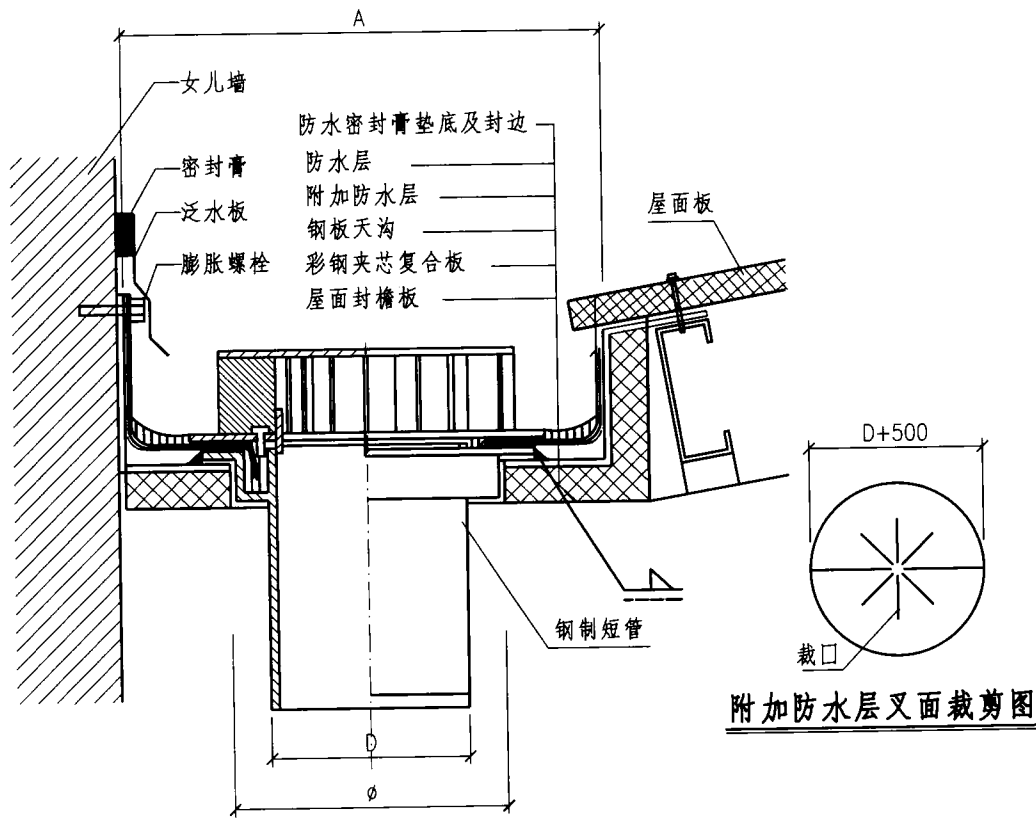 A
女儿墙
密封膏
泛水板
膨胀螺栓
防水密封膏垫底及封边
防水层
附加防水层
钢板天沟
彩钢夹芯复合板
屋面封檐板
屋面板
钢制短管
D
ø
D+500
裁口
附加防水层叉面裁剪图